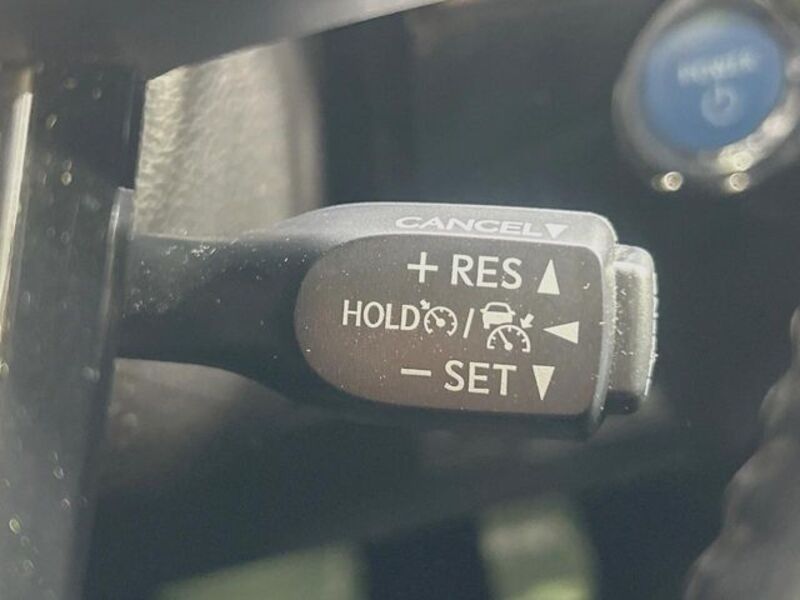 POWER
CANCEL▼
+ RES ▲
HOLD / ◀
− SET ▼